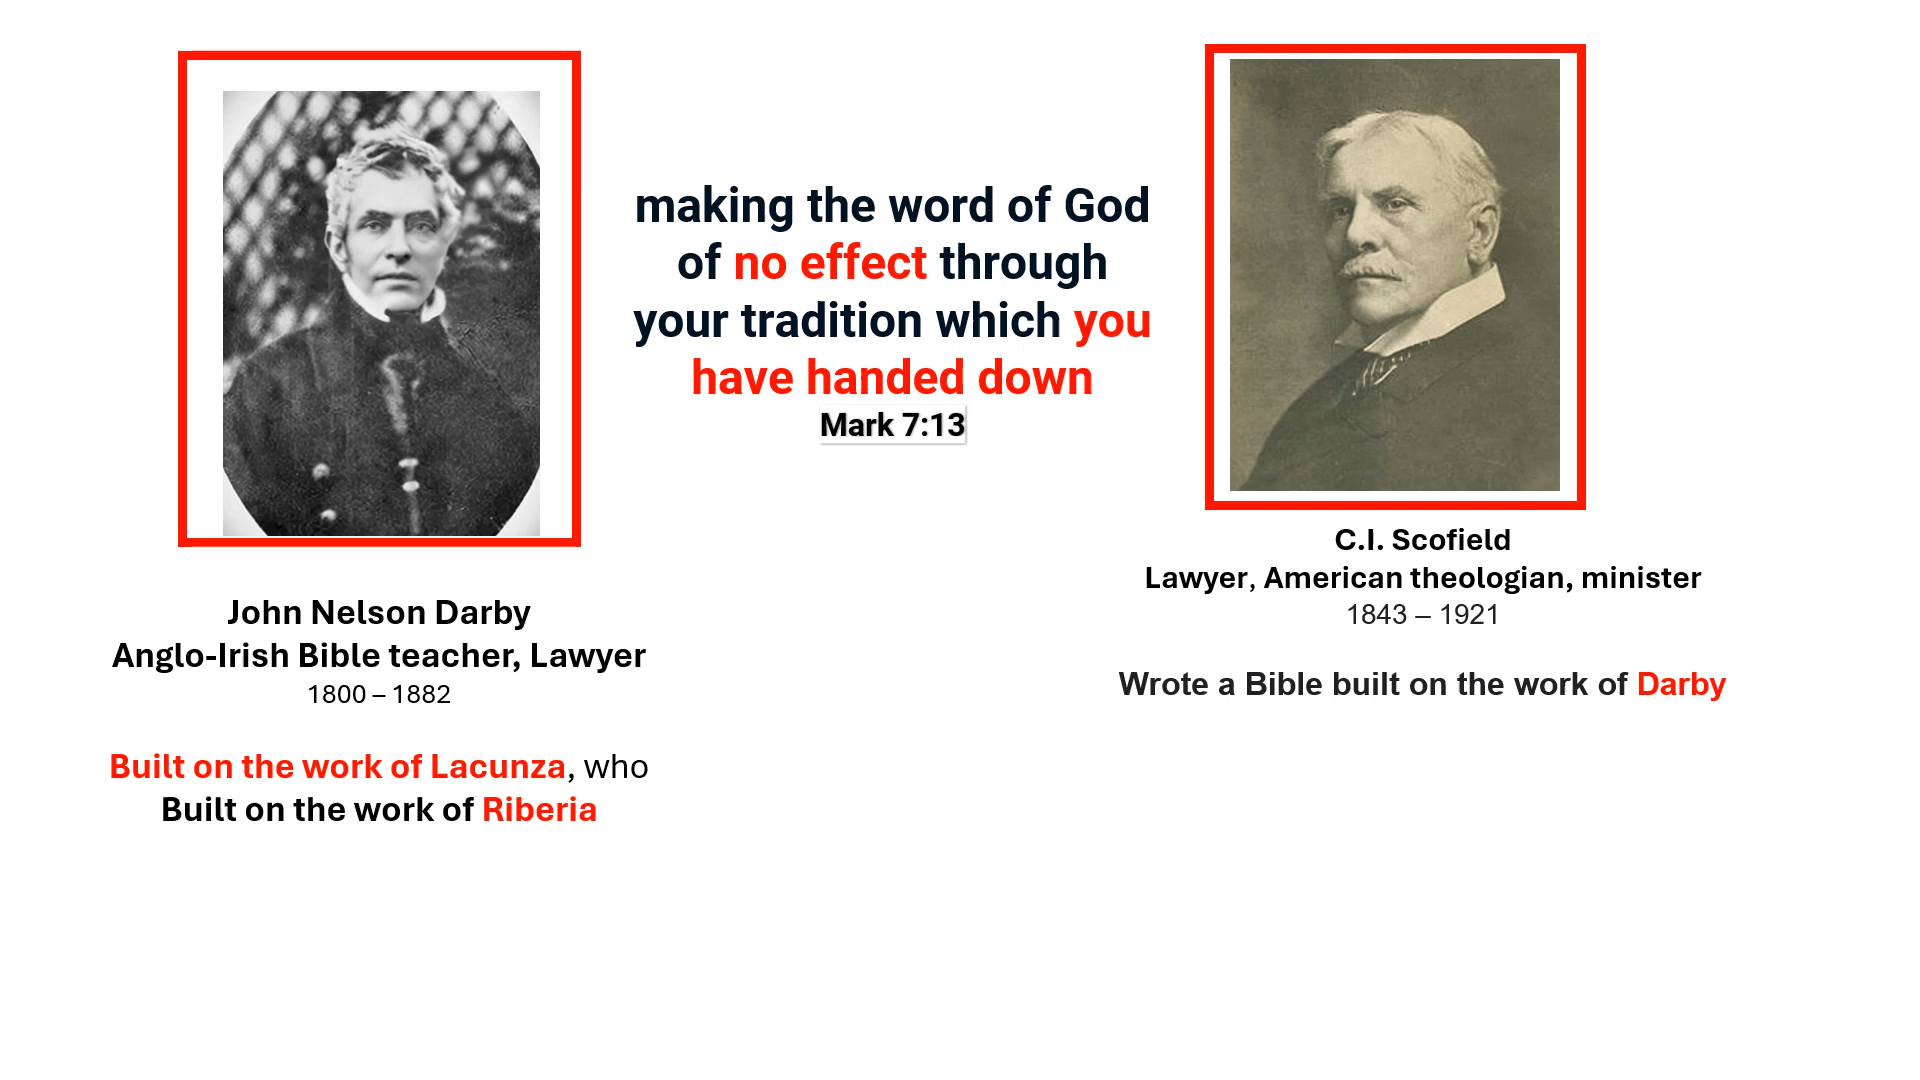 making the word of God
of no effect through
your tradition which you
have handed down
Mark 7:13
John Nelson Darby
Anglo-Irish Bible teacher, Lawyer
1800 – 1882
Built on the work of Lacunza, who
Built on the work of Riberia
C.I. Scofield
Lawyer, American theologian, minister
1843 – 1921
Wrote a Bible built on the work of Darby